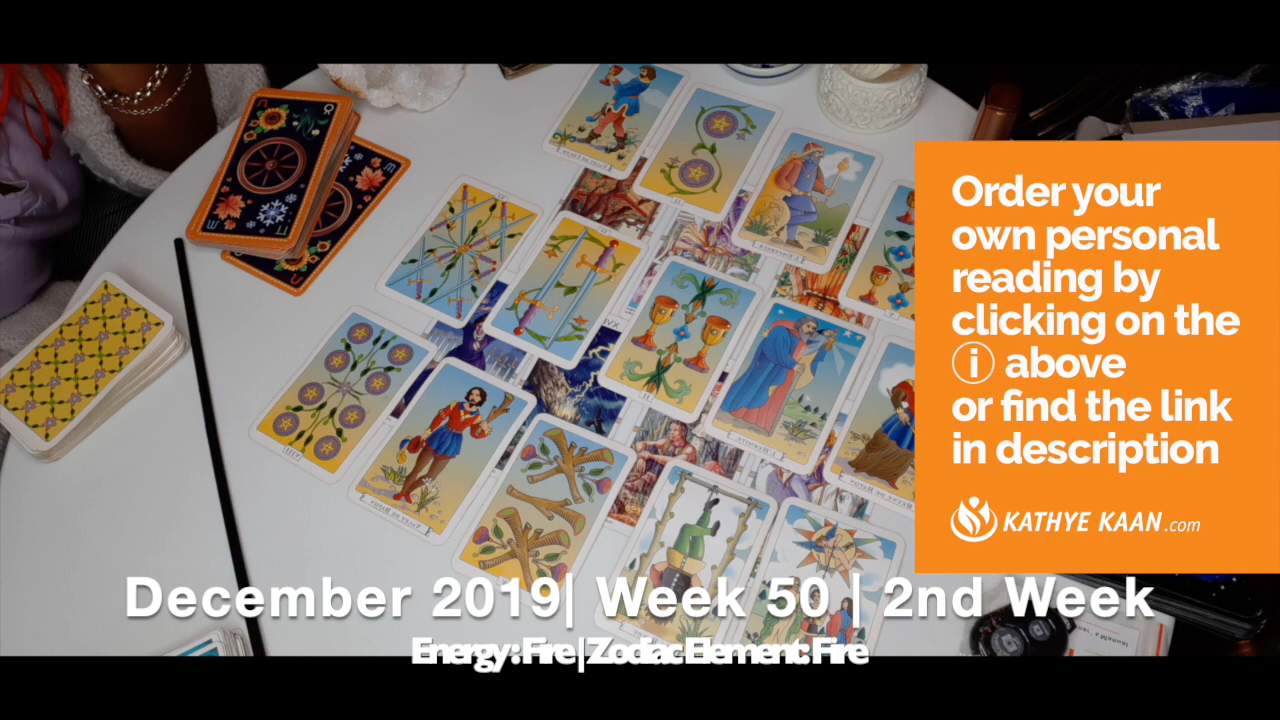 Order your
own personal
reading by
clicking on the
i above
or find the link
in description
KATHYE KAAN.com
December 2019| Week 50 | 2nd Week
Energy: Fire | Zodiac Element: Fire